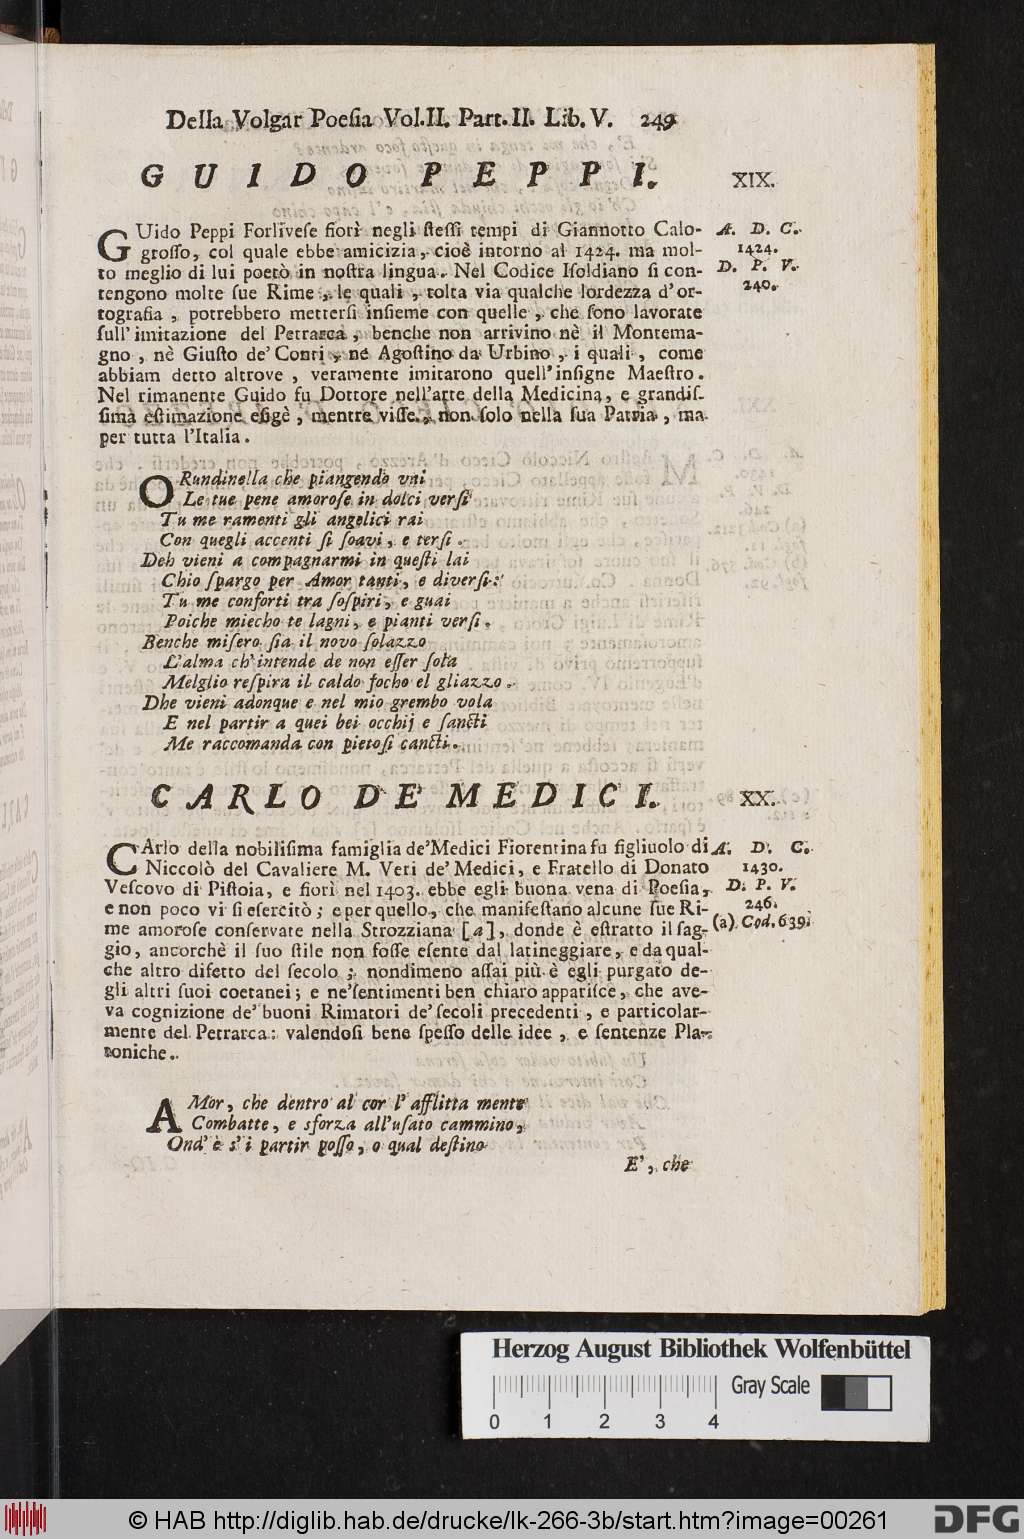 Della Volgar Poeſia Vol.II. Part.II. Lib.V. 249
GUIDO PEPPI. XIX.
GUido Peppi Forliveſe fiorì negli ſteſſi tempi di Giannotto Calo- A. D. C.
groſſo, col quale ebbe amicizia, cioè intorno al 1424. ma mol- 1424.
to meglio di lui poetò in noſtra lingua. Nel Codice Iſoldiano ſi con- D. P. V.
tengono molte ſue Rime, le quali, tolta via qualche lordezza d'or- 240.
tografia, potrebbero metterſi inſieme con quelle, che ſono lavorate
ſull'imitazione del Petrarca, benche non arrivino nè il Montema-
gno, nè Giuſto de' Conti, nè Agoſtino da Urbino, i quali, come
abbiam detto altrove, veramente imitarono quell'inſigne Maeſtro.
Nel rimanente Guido fu Dottore nell'arte della Medicina, e grandiſ-
ſima eſtimazione eſigè, mentre viſſe, non ſolo nella ſua Patria, ma
per tutta l'Italia.
ORundinella che piangendo vai
Le tue pene amoroſe in dolci verſi
Tu me ramenti gli angelici rai
Con quegli accenti ſi ſoavi, e terſi.
Deh vieni a compagnarmi in queſti lai
Chio ſpargo per Amor tanti, e diverſi:
Tu me conforti tra ſoſpiri, e guai
Poiche miecho te lagni, e pianti verſi.
Benche miſero ſia il novo ſolazzo
L'alma ch'intende de non eſſer ſola
Melglio reſpira il caldo focho el gliazzo.
Dhe vieni adonque e nel mio grembo vola
E nel partir a quei bei occhij e ſancti
Me raccomanda con pietoſi cancti.
CARLO DE' MEDICI. XX.
CArlo della nobiliſima famiglia de'Medici Fiorentina fu figliuolo di A. D. C.
Niccolò del Cavaliere M. Veri de'Medici, e Fratello di Donato 1430.
Veſcovo di Piſtoia, e fiorì nel 1403. ebbe egli buona vena di Poeſia, D. P. V.
e non poco vi ſi eſercitò; e per quello, che manifeſtano alcune ſue Ri- 246.
me amoroſe conſervate nella Strozziana [a], donde è eſtratto il ſag- (a) Cod. 639.
gio, ancorchè il ſuo ſtile non foſſe eſente dal latineggiare, e da qual-
che altro difetto del ſecolo; nondimeno aſſai più è egli purgato de-
gli altri ſuoi coetanei; e ne'ſentimenti ben chiaro appariſce, che ave-
va cognizione de' buoni Rimatori de' ſecoli precedenti, e particolar-
mente del Petrarca: valendoſi bene ſpeſſo delle idee, e ſentenze Pla-
toniche.
AMor, che dentro al cor l'afflitta mente
Combatte, e sforza all'uſato cammino,
Ond' è s'i partir poſſo, o qual deſtino
E', che
Herzog August Bibliothek Wolfenbüttel
Gray Scale
0 1 2 3 4
© HAB http://diglib.hab.de/drucke/lk-266-3b/start.htm?image=00261
DFG